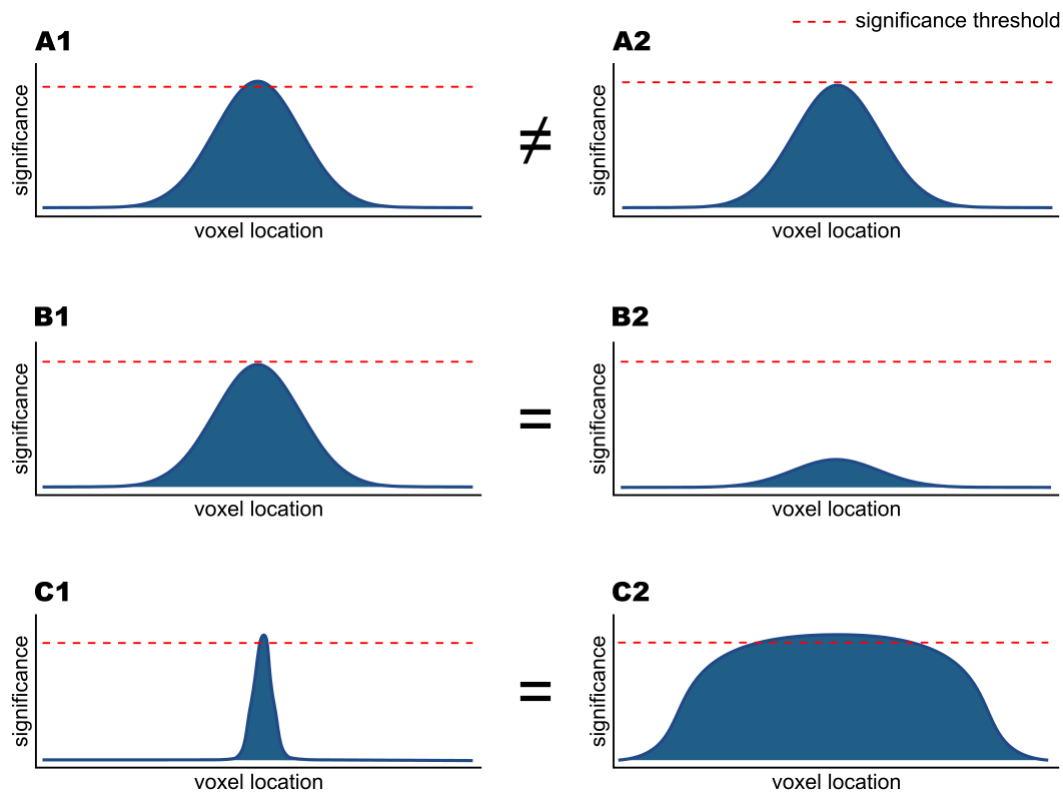 significance threshold
A1
A2
significance
voxel location
≠
significance
voxel location
B1
B2
significance
voxel location
=
significance
voxel location
C1
C2
significance
voxel location
=
significance
voxel location